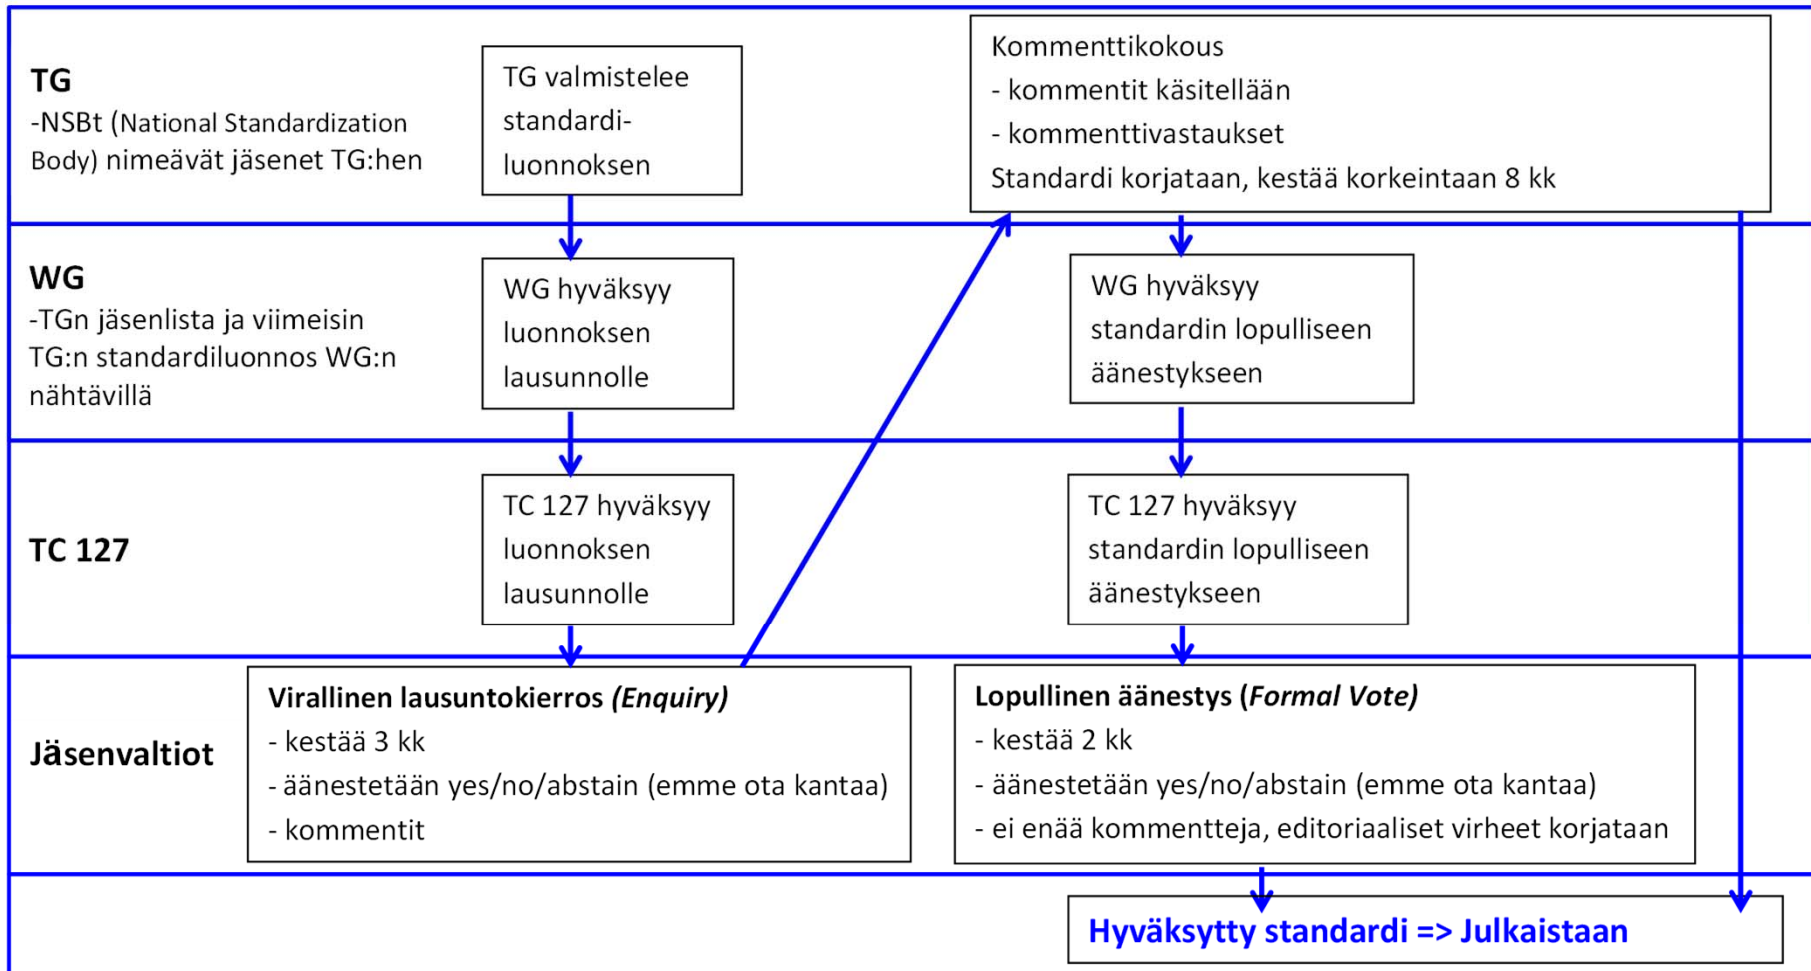 TG
-NSBt (National Standardization
Body) nimeävät jäsenet TG:hen
TG valmistelee
standardi-
luonnoksen
Kommenttikokous
- kommentit käsitellään
- kommenttivastaukset
Standardi korjataan, kestää korkeintaan 8 kk
WG
-TGn jäsenlista ja viimeisin
TG:n standardiluonnos WG:n
nähtävillä
WG hyväksyy
luonnoksen
lausunnolle
WG hyväksyy
standardin lopulliseen
äänestykseen
TC 127
TC 127 hyväksyy
luonnoksen
lausunnolle
TC 127 hyväksyy
standardin lopulliseen
äänestykseen
Jäsenvaltiot
Virallinen lausuntokierros (Enquiry)
- kestää 3 kk
- äänestetään yes/no/abstain (emme ota kantaa)
- kommentit
Lopullinen äänestys (Formal Vote)
- kestää 2 kk
- äänestetään yes/no/abstain (emme ota kantaa)
- ei enää kommentteja, editoriaaliset virheet korjataan
Hyväksytty standardi => Julkaistaan